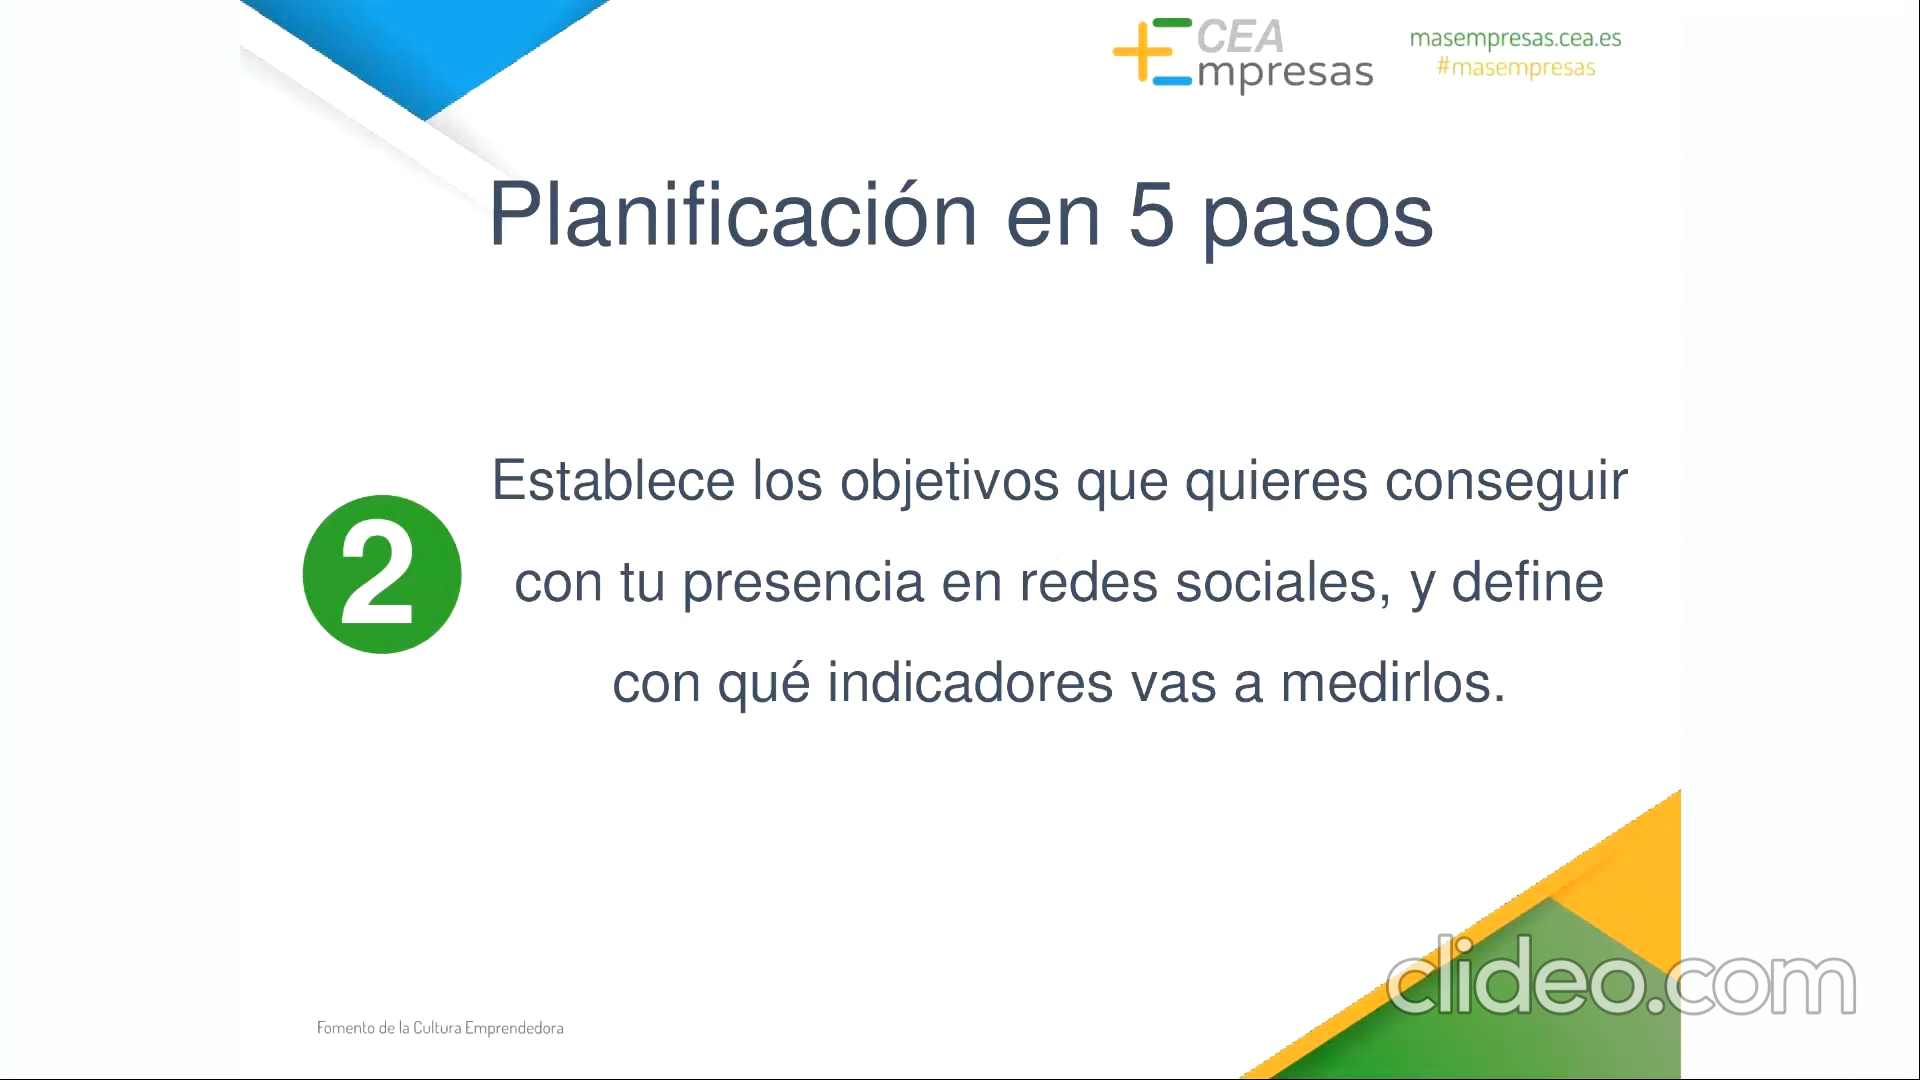 CEA
Empresas
masempresas.cea.es
#masempresas
Planificación en 5 pasos
2
Establece los objetivos que quieres conseguir
con tu presencia en redes sociales, y define
con qué indicadores vas a medirlos.
clideo.com
Fomento de la Cultura Emprendedora